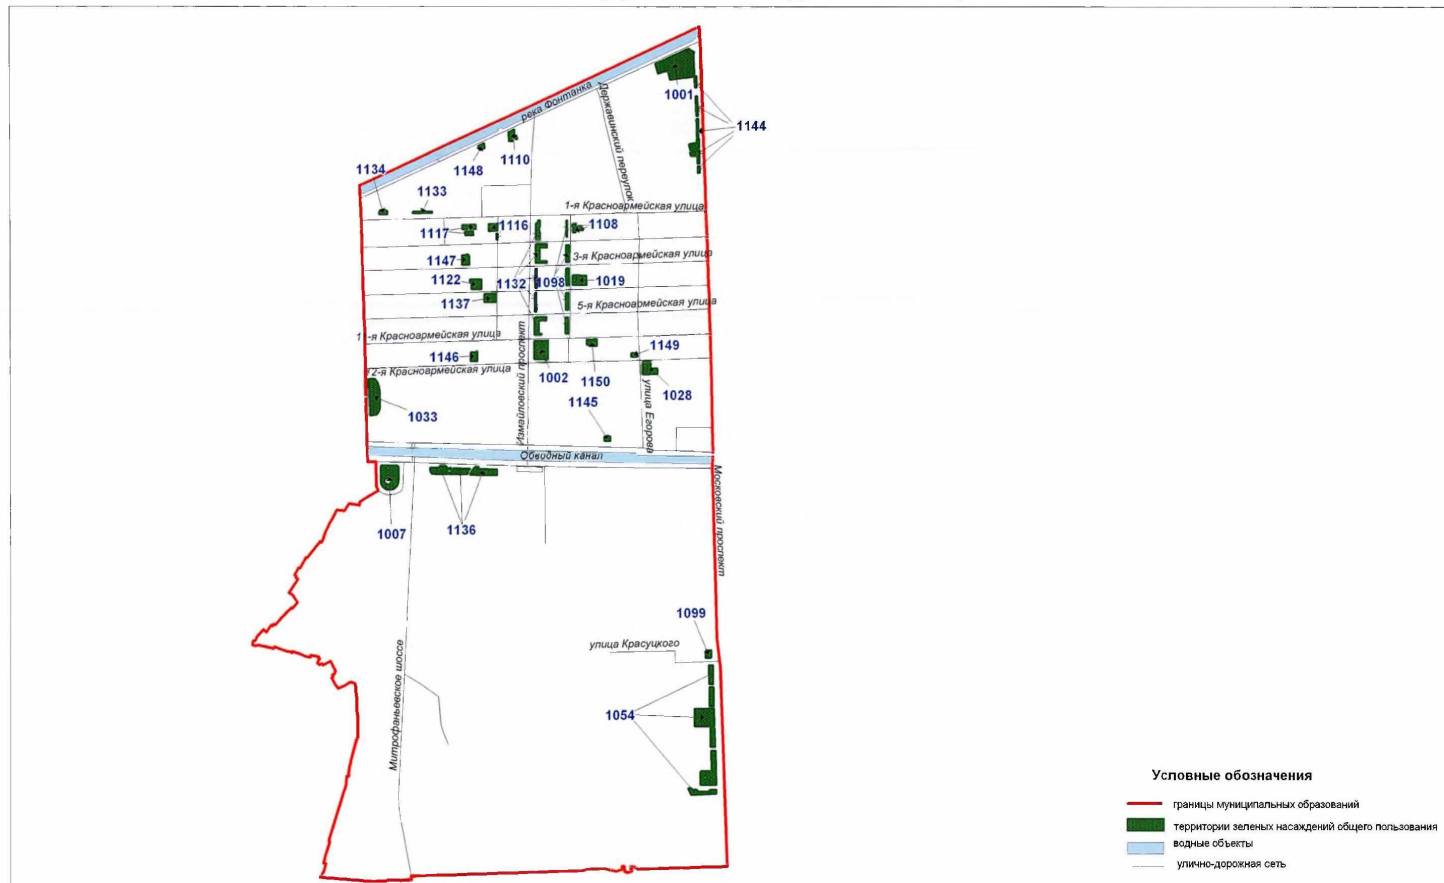 река Фонтанка
Державинский переулок
1001
1144
1110
1148
1134
1133
1-я Красноармейская улица
1116
1117
1108
3-я Красноармейская улица
1147
1122
1132
1098
1019
1137
5-я Красноармейская улица
11-я Красноармейская улица
Измайловский проспект
1146
1149
12-я Красноармейская улица
1002
1150
1028
1033
1145
улица Егорова
Обводный канал
Московский проспект
1007
1136
1099
улица Красуцкого
Митрофаньевское шоссе
1054
Условные обозначения
границы муниципальных образований
территории зеленых насаждений общего пользования
водные объекты
улично-дорожная сеть